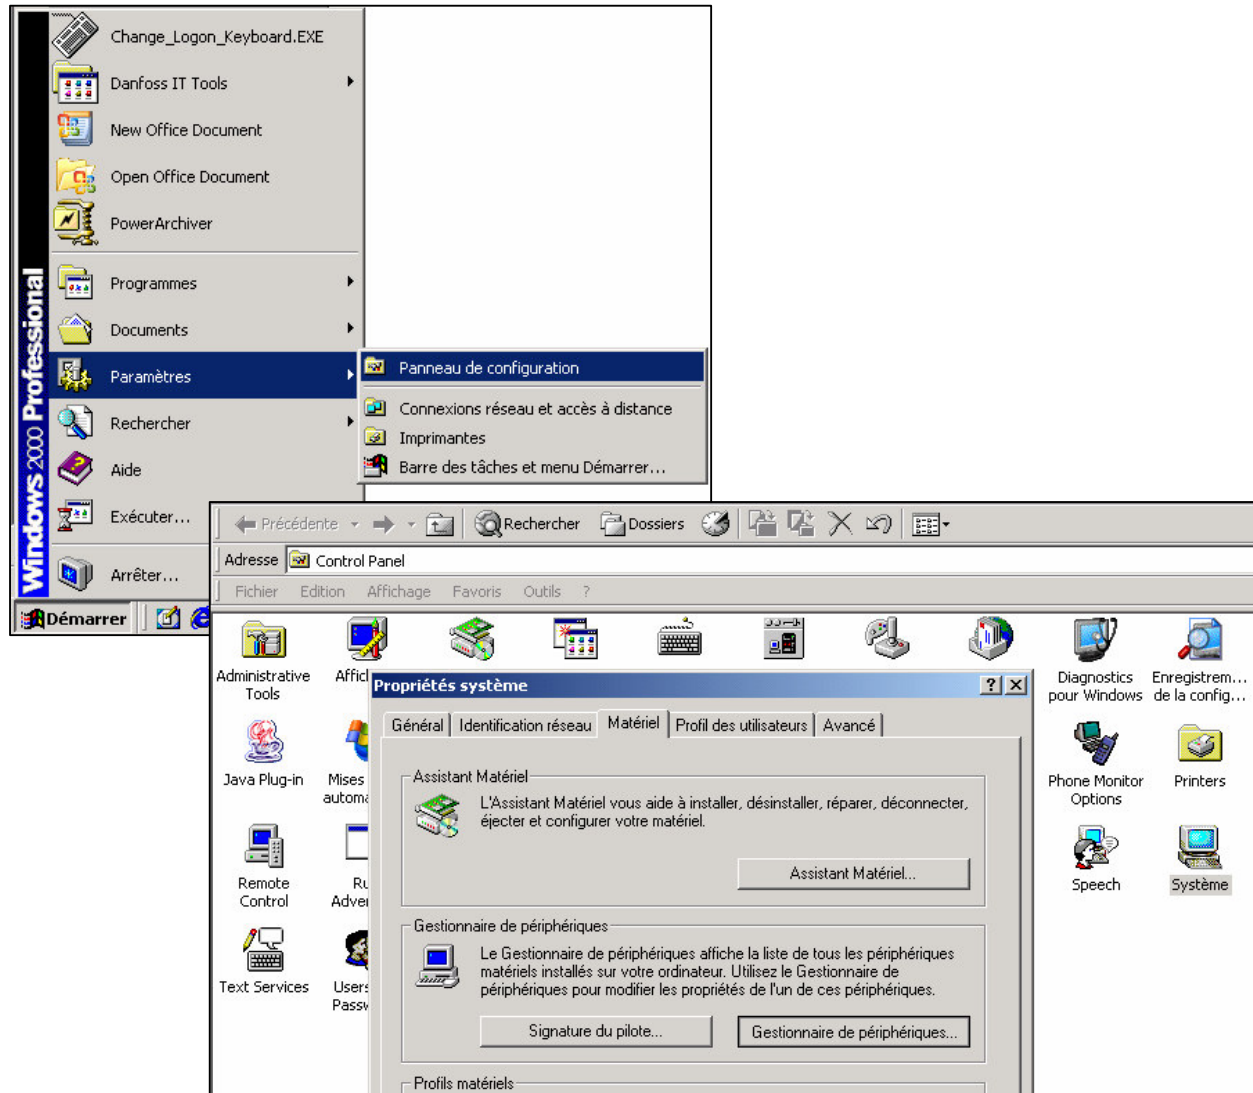 Change_Logon_Keyboard.EXE
Danfoss IT Tools
New Office Document
Open Office Document
PowerArchiver
Programmes
Documents
Paramètres
Rechercher
Aide
Exécuter...
Arrêter...
Windows 2000 Professional
Démarrer
Panneau de configuration
Connexions réseau et accès à distance
Imprimantes
Barre des tâches et menu Démarrer...
Précédente
Rechercher
Dossiers
Adresse
Control Panel
Fichier Edition Affichage Favoris Outils ?
Administrative
Tools
Affic
Diagnostics
pour Windows
Enregistrem...
de la config...
Java Plug-in
Mises
automa
Phone Monitor
Options
Printers
Remote
Control
Ru
Adver
Speech
Système
Text Services
Users
Passw
Propriétés système
Général Identification réseau Matériel Profil des utilisateurs Avancé
Assistant Matériel
L'Assistant Matériel vous aide à installer, désinstaller, réparer, déconnecter,
éjecter et configurer votre matériel.
Assistant Matériel...
Gestionnaire de périphériques
Le Gestionnaire de périphériques affiche la liste de tous les périphériques
matériels installés sur votre ordinateur. Utilisez le Gestionnaire de
périphériques pour modifier les propriétés de l'un de ces périphériques.
Signature du pilote...
Gestionnaire de périphériques...
Profils matériels